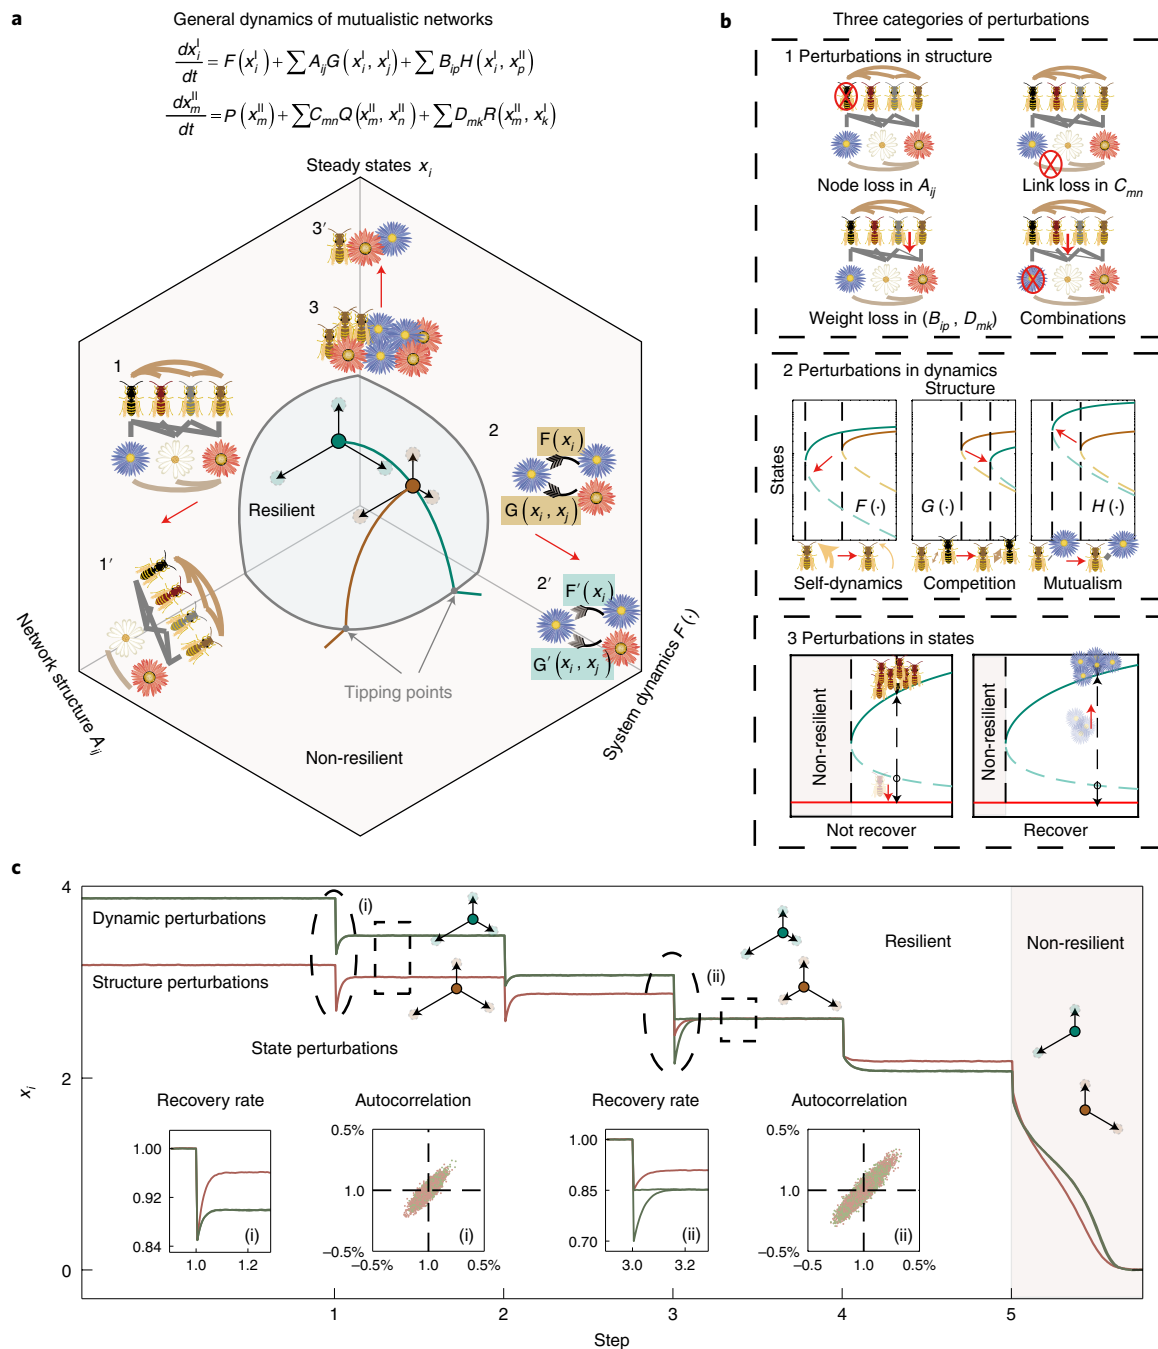 a
General dynamics of mutualistic networks
dx_i^I/dt = F(x_i^I) + ∑ A_ij G(x_i^I, x_j^I) + ∑ B_ip H(x_i^I, x_p^II)
dx_m^II/dt = P(x_m^II) + ∑ C_mn Q(x_m^II, x_n^II) + ∑ D_mk R(x_m^II, x_k^I)
Steady states x_i
3′
3
1
2
F(x_i)
G(x_i, x_j)
Resilient
1′
2′
F′(x_i)
G′(x_i, x_j)
Tipping points
Network structure A_ij
System dynamics F(·)
Non-resilient
b
Three categories of perturbations
1 Perturbations in structure
Node loss in A_ij
Link loss in C_mn
Weight loss in (B_ip, D_mk)
Combinations
2 Perturbations in dynamics
Structure
States
F(·)
G(·)
H(·)
Self-dynamics
Competition
Mutualism
3 Perturbations in states
Non-resilient
Non-resilient
Not recover
Recover
c
4
2
0
x_i
Dynamic perturbations
(i)
Structure perturbations
State perturbations
(ii)
Resilient
Non-resilient
Recovery rate
1.00
0.92
0.84
1.0
1.2
(i)
Autocorrelation
0.5%
1.0
−0.5%
−0.5%
1.0
0.5%
(i)
Recovery rate
1.00
0.85
0.70
3.0
3.2
(ii)
Autocorrelation
0.5%
1.0
−0.5%
−0.5
1.0
0.5%
(ii)
1
2
3
4
5
Step